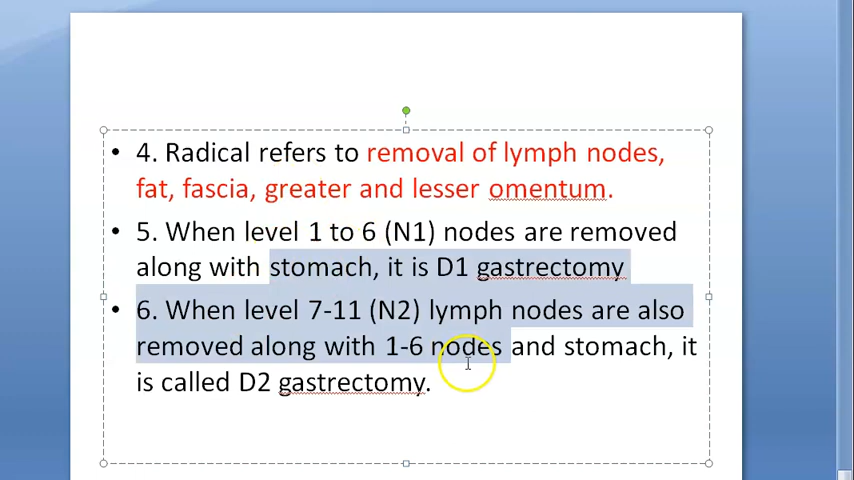 • 4. Radical refers to removal of lymph nodes,
fat, fascia, greater and lesser omentum.
• 5. When level 1 to 6 (N1) nodes are removed
along with stomach, it is D1 gastrectomy
• 6. When level 7-11 (N2) lymph nodes are also
removed along with 1-6 nodes and stomach, it
is called D2 gastrectomy.